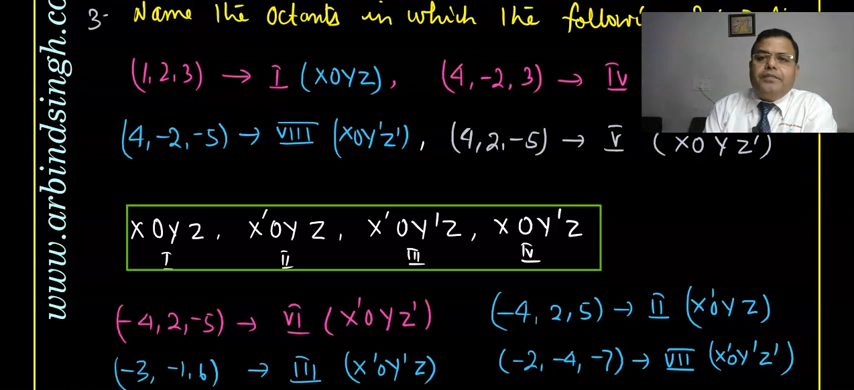 3- Name the octants in which the following
(1, 2, 3) → I (XOYZ), (4, -2, 3) → IV
(4, -2, -5) → VIII (XOY'Z'), (4, 2, -5) → V (XOYZ')
XOYZ, X'OYZ, X'OY'Z, XOY'Z
I II III IV
(-4, 2, -5) → VI (X'OYZ') (-4, 2, 5) → II (X'OYZ)
(-3, -1, 6) → III (X'OY'Z) (-2, -4, -7) → VII (X'OY'Z')
www.arbindsingh.co